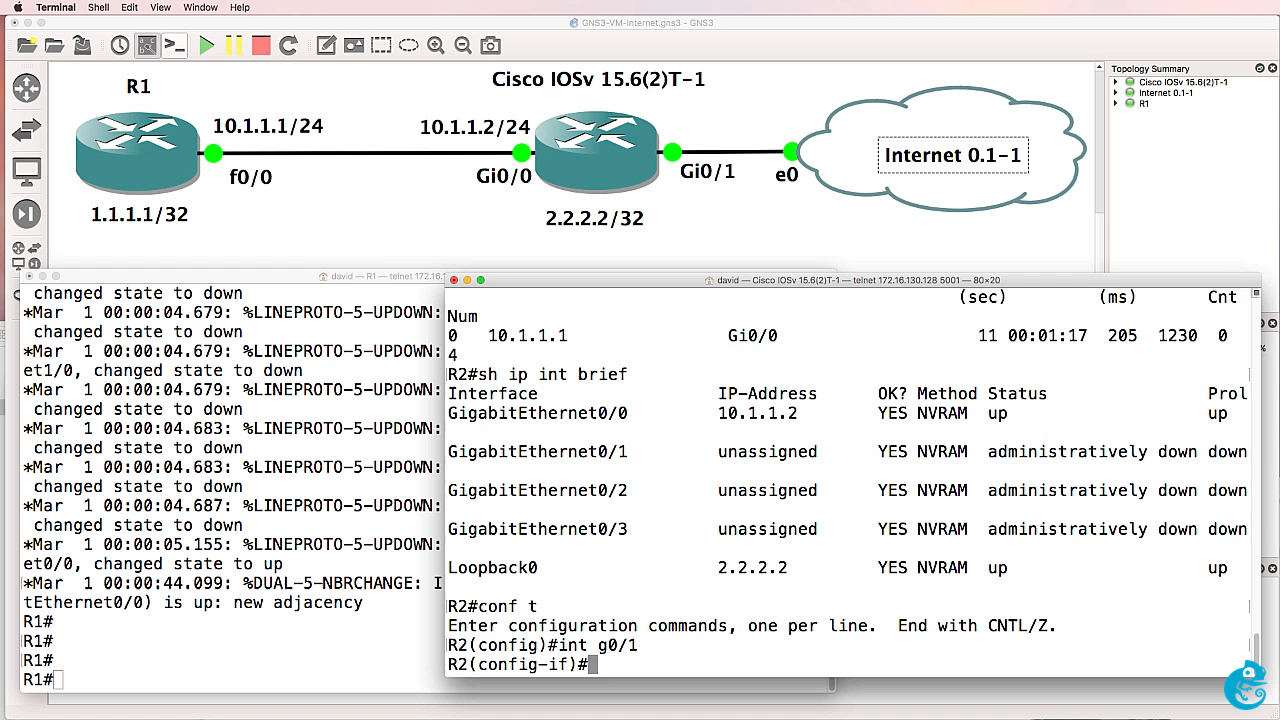 Terminal Shell Edit View Window Help
GNS3-VM-Internet.gns3 - GNS3
R1
Cisco IOSv 15.6(2)T-1
10.1.1.1/24
10.1.1.2/24
Internet 0.1-1
f0/0
Gi0/0
Gi0/1
e0
1.1.1.1/32
2.2.2.2/32
Topology Summary
Cisco IOSv 15.6(2)T-1
Internet 0.1-1
R1
david — R1 — telnet 172.16.
changed state to down
*Mar 1 00:00:04.679: %LINEPROTO-5-UPDOWN:
changed state to down
*Mar 1 00:00:04.679: %LINEPROTO-5-UPDOWN:
et1/0, changed state to down
*Mar 1 00:00:04.679: %LINEPROTO-5-UPDOWN:
changed state to down
*Mar 1 00:00:04.683: %LINEPROTO-5-UPDOWN:
changed state to down
*Mar 1 00:00:04.683: %LINEPROTO-5-UPDOWN:
changed state to down
*Mar 1 00:00:04.687: %LINEPROTO-5-UPDOWN:
changed state to down
*Mar 1 00:00:05.155: %LINEPROTO-5-UPDOWN:
et0/0, changed state to up
*Mar 1 00:00:44.099: %DUAL-5-NBRCHANGE: I
tEthernet0/0) is up: new adjacency
R1#
R1#
R1#
R1#
david — Cisco IOSv 15.6(2)T-1 — telnet 172.16.130.128 5001 — 80×20
(sec) (ms) Cnt
Num
0 10.1.1.1 Gi0/0 11 00:01:17 205 1230 0
4
R2#sh ip int brief
Interface IP-Address OK? Method Status Prol
GigabitEthernet0/0 10.1.1.2 YES NVRAM up up
GigabitEthernet0/1 unassigned YES NVRAM administratively down down
GigabitEthernet0/2 unassigned YES NVRAM administratively down down
GigabitEthernet0/3 unassigned YES NVRAM administratively down down
Loopback0 2.2.2.2 YES NVRAM up up
R2#conf t
Enter configuration commands, one per line. End with CNTL/Z.
R2(config)#int g0/1
R2(config-if)#